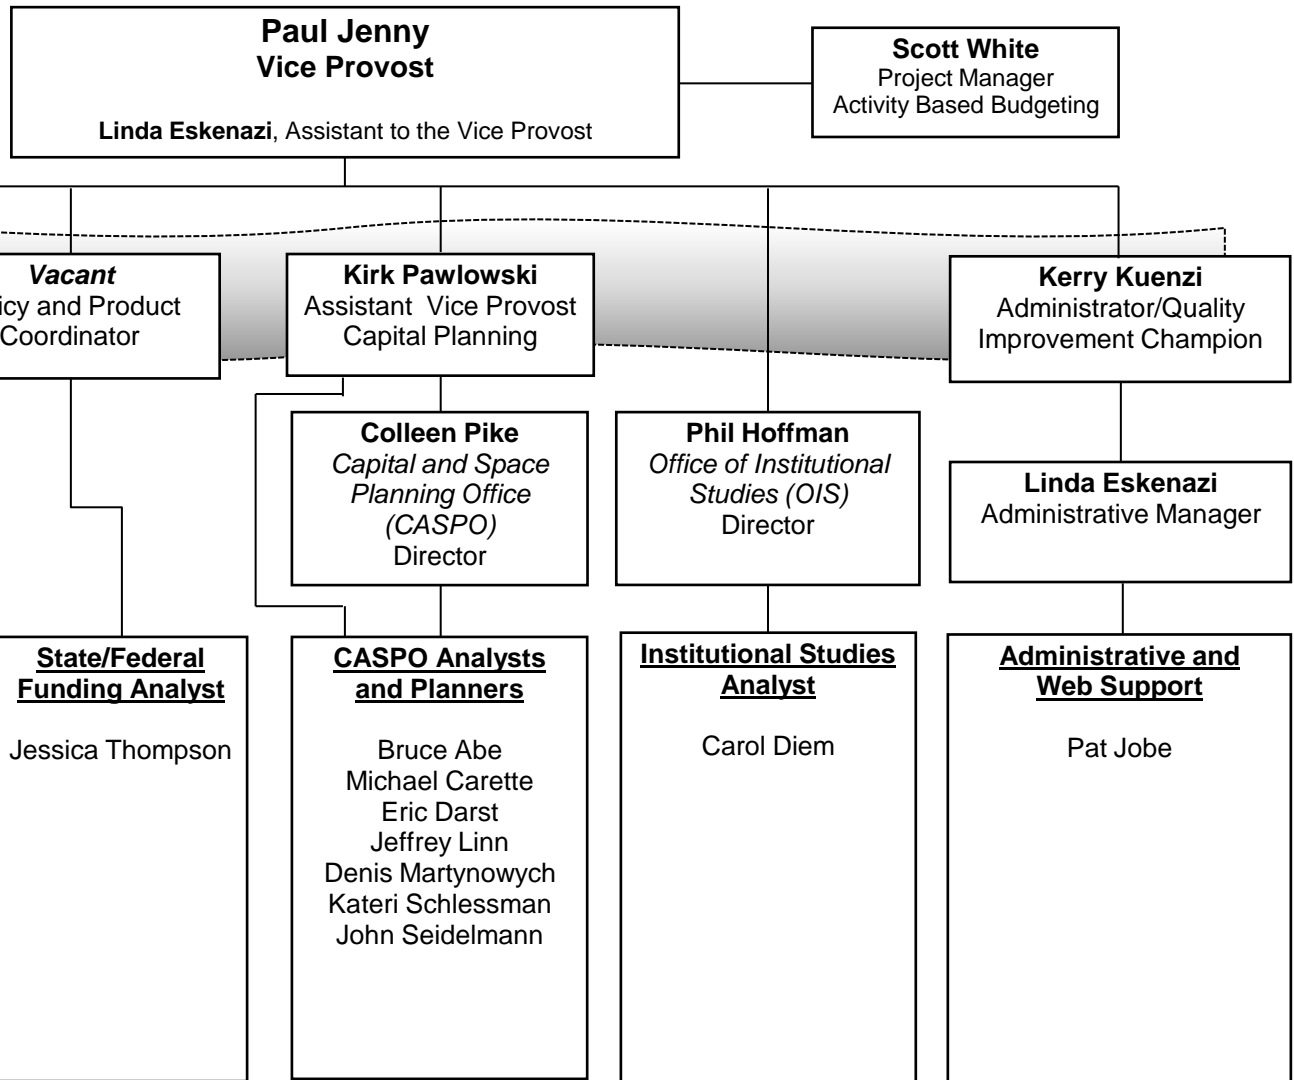 Paul Jenny
Vice Provost
Linda Eskenazi, Assistant to the Vice Provost
Scott White
Project Manager
Activity Based Budgeting
Vacant
and Product
Coordinator
Kirk Pawlowski
Assistant Vice Provost
Capital Planning
Kerry Kuenzi
Administrator/Quality
Improvement Champion
Colleen Pike
Capital and Space
Planning Office
(CASPO)
Director
Phil Hoffman
Office of Institutional
Studies (OIS)
Director
Linda Eskenazi
Administrative Manager
State/Federal
Funding Analyst
Jessica Thompson
CASPO Analysts
and Planners
Bruce Abe
Michael Carette
Eric Darst
Jeffrey Linn
Denis Martynowych
Kateri Schlessman
John Seidelmann
Institutional Studies
Analyst
Carol Diem
Administrative and
Web Support
Pat Jobe